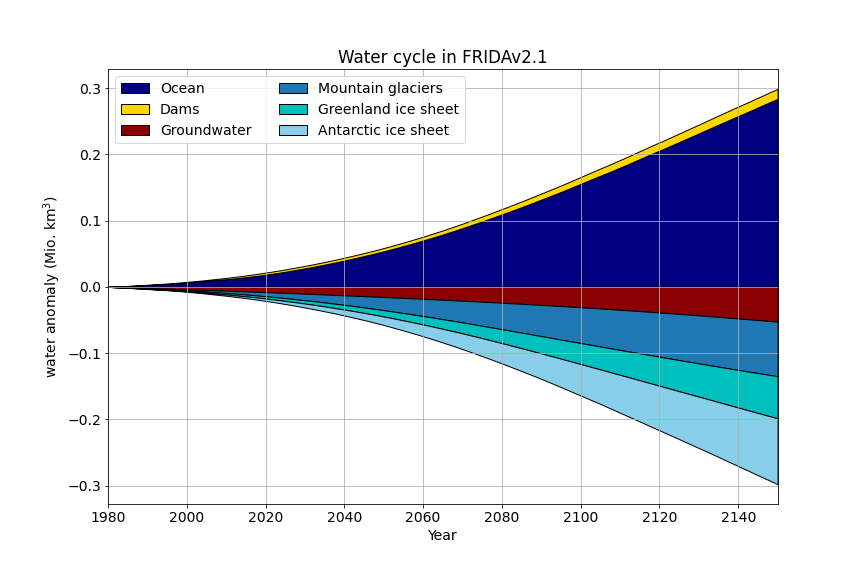 Water cycle in FRIDAv2.1
Ocean
Dams
Groundwater
Mountain glaciers
Greenland ice sheet
Antarctic ice sheet
water anomaly (Mio. km³)
0.3
0.2
0.1
0.0
−0.1
−0.2
−0.3
1980 2000 2020 2040 2060 2080 2100 2120 2140
Year